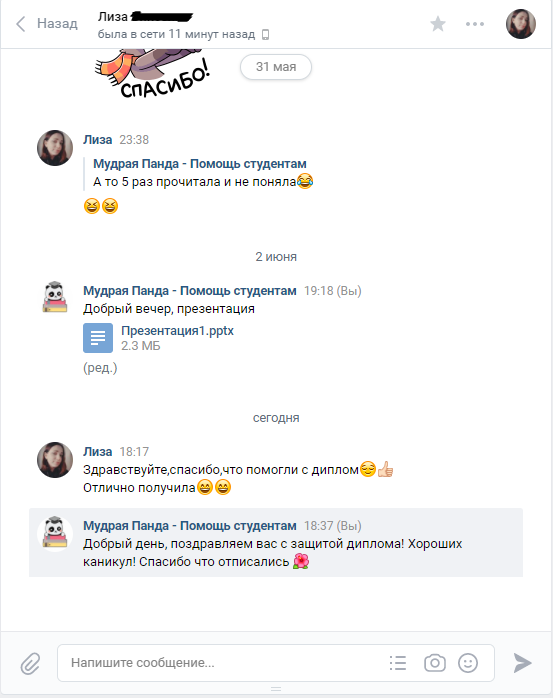 Назад
Лиза
была в сети 11 минут назад
СПАСИБО!
31 мая
Лиза 23:38
Мудрая Панда - Помощь студентам
А то 5 раз прочитала и не поняла😂
😆😆
2 июня
Мудрая Панда - Помощь студентам 19:18 (Вы)
Добрый вечер, презентация
Презентация1.pptx
2.3 МБ
(ред.)
сегодня
Лиза 18:17
Здравствуйте,спасибо,что помогли с диплом😌👍🏻
Отлично получила😄😄
Мудрая Панда - Помощь студентам 18:37 (Вы)
Добрый день, поздравляем вас с защитой диплома! Хороших
каникул! Спасибо что отписались 🌺
Напишите сообщение...